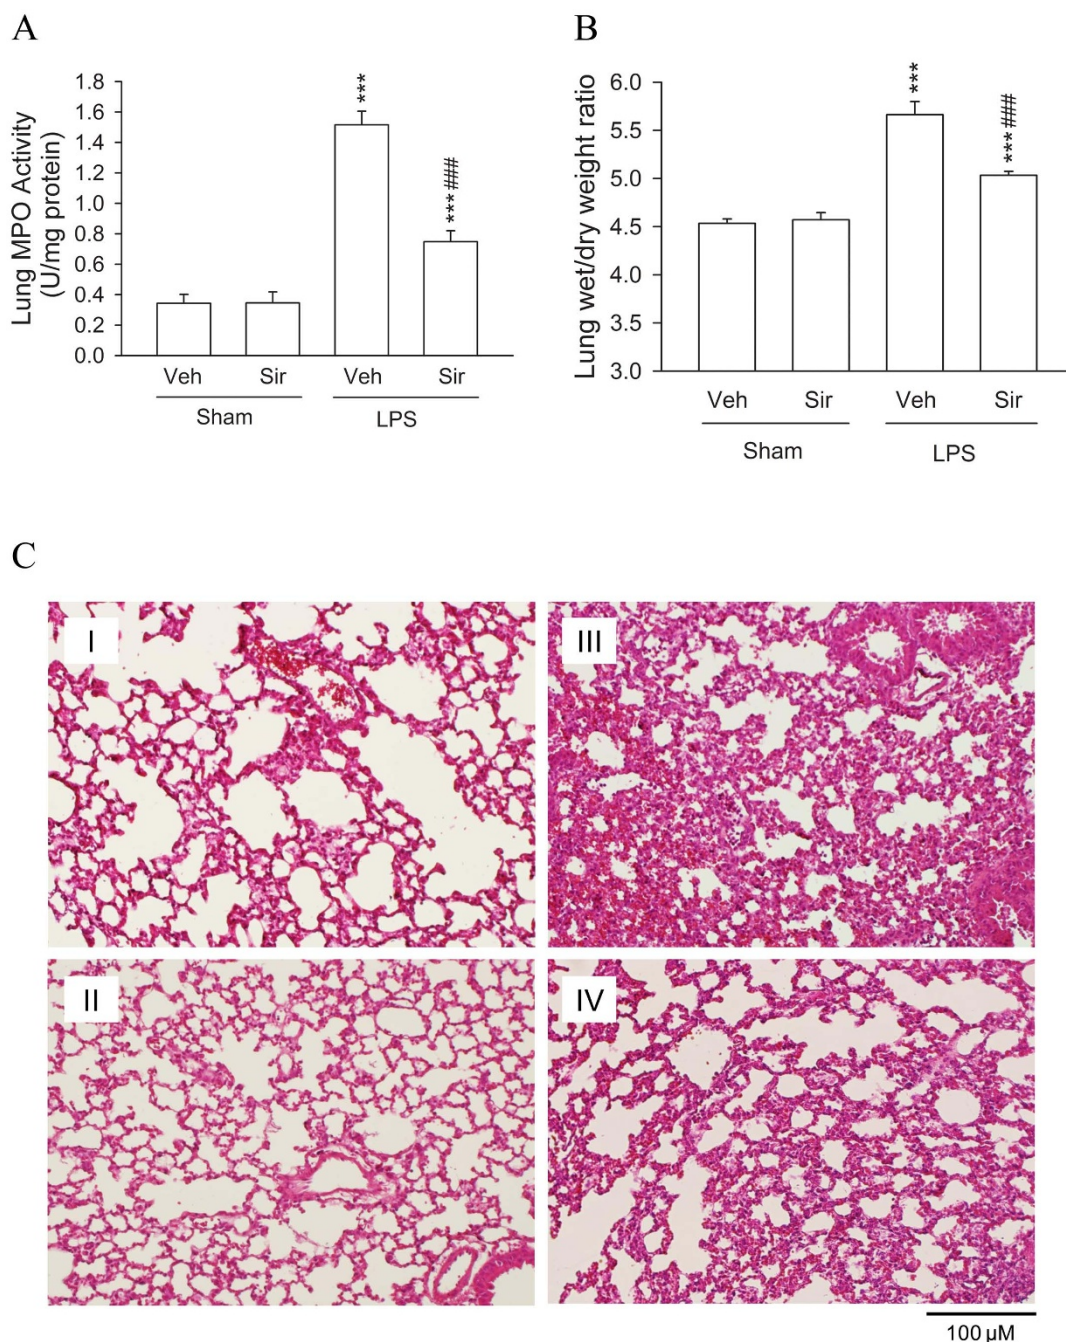 A
Lung MPO Activity
(U/mg protein)
1.8
1.6
1.4
1.2
1.0
0.8
0.6
0.4
0.2
0.0
***
*** ###
Veh Sir Veh Sir
Sham LPS
B
Lung wet/dry weight ratio
6.0
5.5
5.0
4.5
4.0
3.5
3.0
***
*** ###
Veh Sir Veh Sir
Sham LPS
C
I
III
II
IV
100 µM